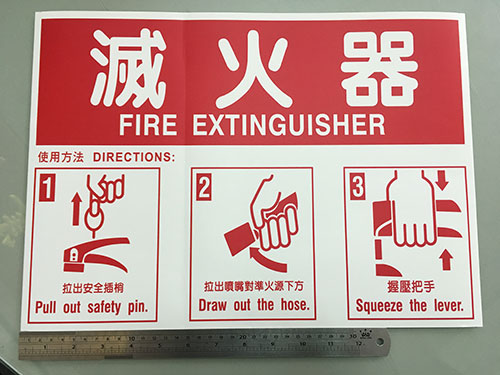 滅火器
FIRE EXTINGUISHER
使用方法 DIRECTIONS:
1
拉出安全插梢
Pull out safety pin.
2
拉出噴嘴對準火源下方
Draw out the hose.
3
握壓把手
Squeeze the lever.